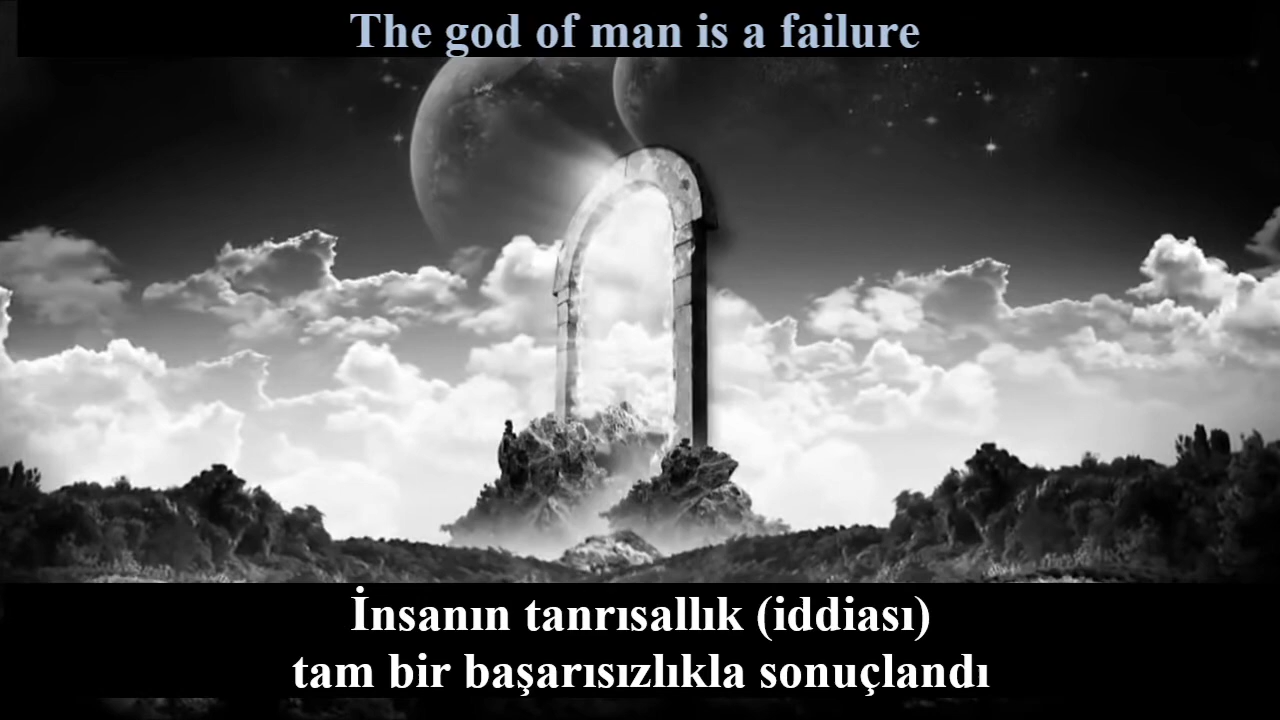 The god of man is a failure
İnsanın tanrısallık (iddiası)
tam bir başarısızlıkla sonuçlandı